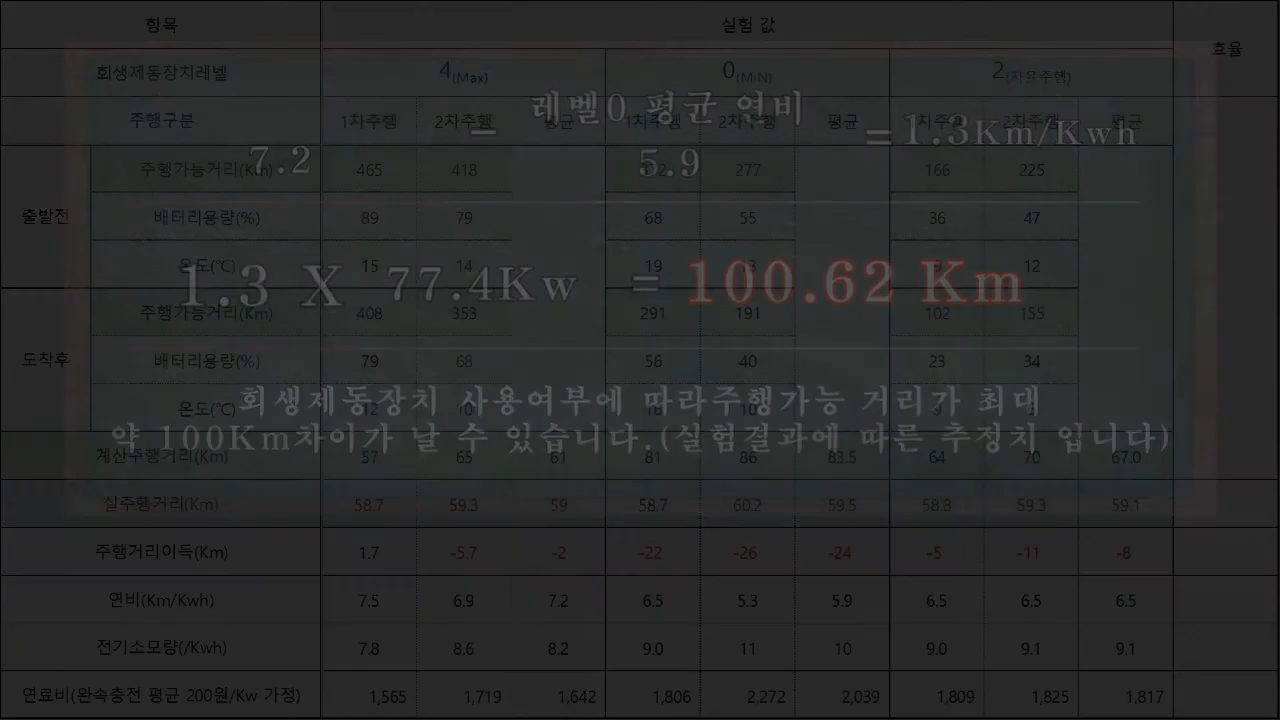 항목 실험 값 효율
회생제동장치레벨 4(Max) 0(MiN) 2(자율주행)
레벨0 평균 연비
주행구분 1차주행 2차주행 평균 1차주행 2차주행 평균 1차주행 2차주행 평균
- = 1.3Km/Kwh
7.2 5.9
출발전
주행가능거리(Km) 465 418 277 166 225
배터리용량(%) 89 79 68 55 36 47
온도(℃) 15 14 19 12
1.3 X 77.4Kw = 100.62 Km
도착후
주행가능거리(Km) 408 353 291 191 102 155
배터리용량(%) 79 68 56 40 23 34
온도(℃) 12 10 16 10 9
회생제동장치 사용여부에 따라주행가능 거리가 최대
약 100Km차이가 날 수 있습니다.(실험결과에 따른 추정치 입니다)
계산주행거리(Km) 57 65 61 81 86 83.5 64 70 67.0
실주행거리(Km) 58.7 59.3 59 58.7 60.2 59.5 58.8 59.3 59.1
주행거리이득(Km) 1.7 -5.7 -2 -22 -26 -24 -5 -11 -8
연비(Km/Kwh) 7.5 6.9 7.2 6.5 5.3 5.9 6.5 6.5 6.5
전기소모량(/Kwh) 7.8 8.6 8.2 9.0 11 10 9.0 9.1 9.1
연료비(완속충전 평균 200원/Kw 가정) 1,565 1,719 1,642 1,806 2,272 2,039 1,809 1,825 1,817